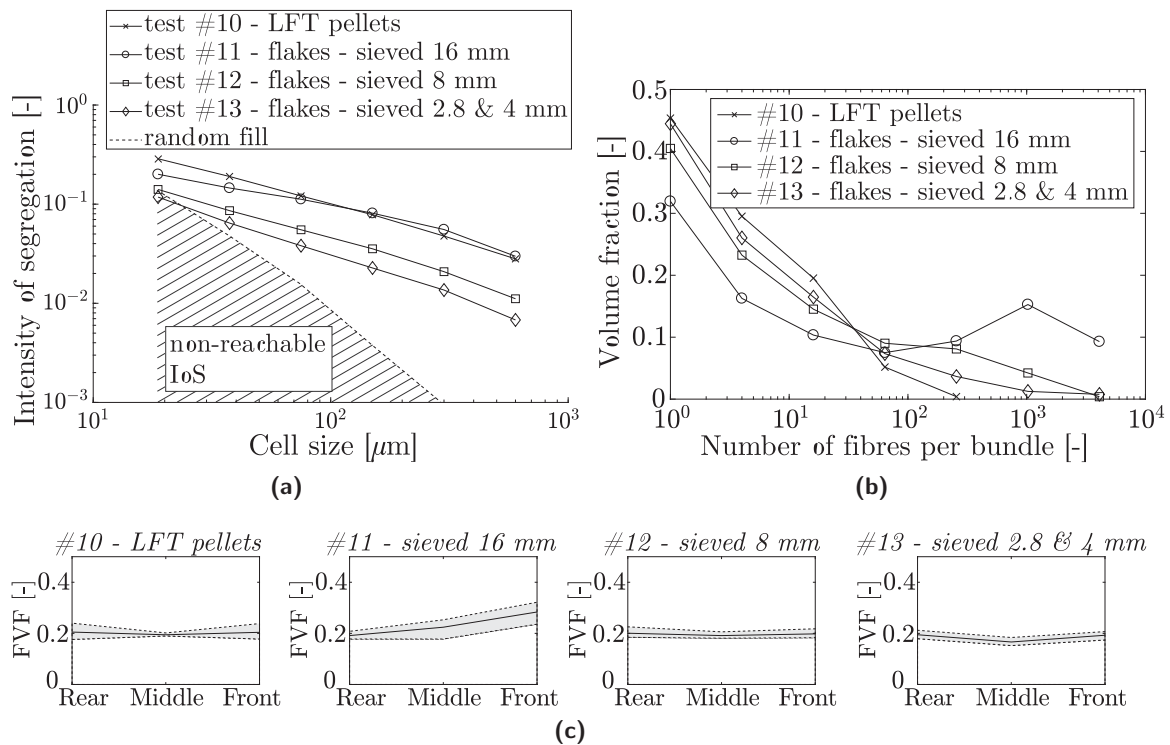 test #10 - LFT pellets
test #11 - flakes - sieved 16 mm
test #12 - flakes - sieved 8 mm
test #13 - flakes - sieved 2.8 & 4 mm
random fill
Intensity of segregation [-]
10^0
10^-1
10^-2
10^-3
non-reachable
IoS
10^1
10^2
10^3
Cell size [μm]
(a)
#10 - LFT pellets
#11 - flakes - sieved 16 mm
#12 - flakes - sieved 8 mm
#13 - flakes - sieved 2.8 & 4 mm
Volume fraction [-]
0.5
0.4
0.3
0.2
0.1
0
10^0
10^1
10^2
10^3
10^4
Number of fibres per bundle [-]
(b)
#10 - LFT pellets
FVF [-]
0.4
0.2
0
Rear Middle Front
#11 - sieved 16 mm
FVF [-]
0.4
0.2
0
Rear Middle Front
#12 - sieved 8 mm
FVF [-]
0.4
0.2
0
Rear Middle Front
#13 - sieved 2.8 & 4 mm
FVF [-]
0.4
0.2
0
Rear Middle Front
(c)